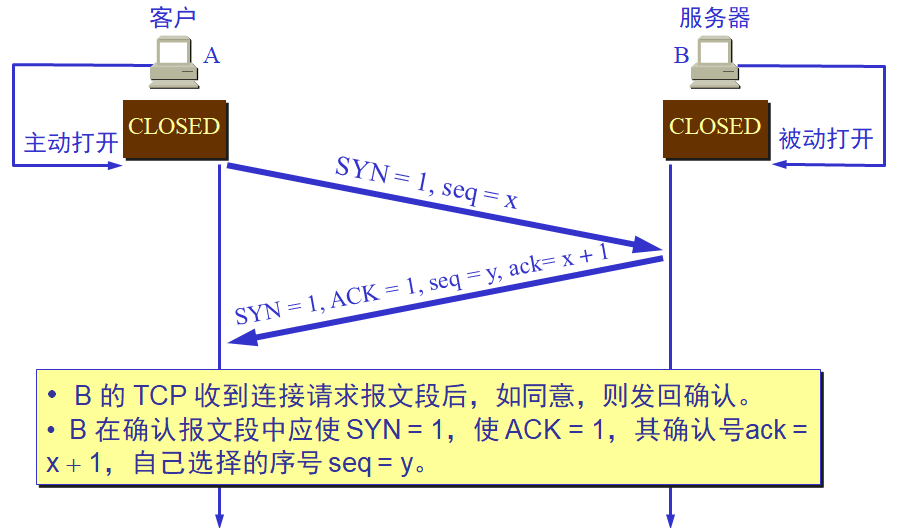 客户
服务器
A
B
CLOSED
CLOSED
主动打开
被动打开
SYN = 1, seq = x
SYN = 1, ACK = 1, seq = y, ack= x + 1
• B 的 TCP 收到连接请求报文段后，如同意，则发回确认。
• B 在确认报文段中应使 SYN = 1，使 ACK = 1，其确认号ack =
x + 1，自己选择的序号 seq = y。